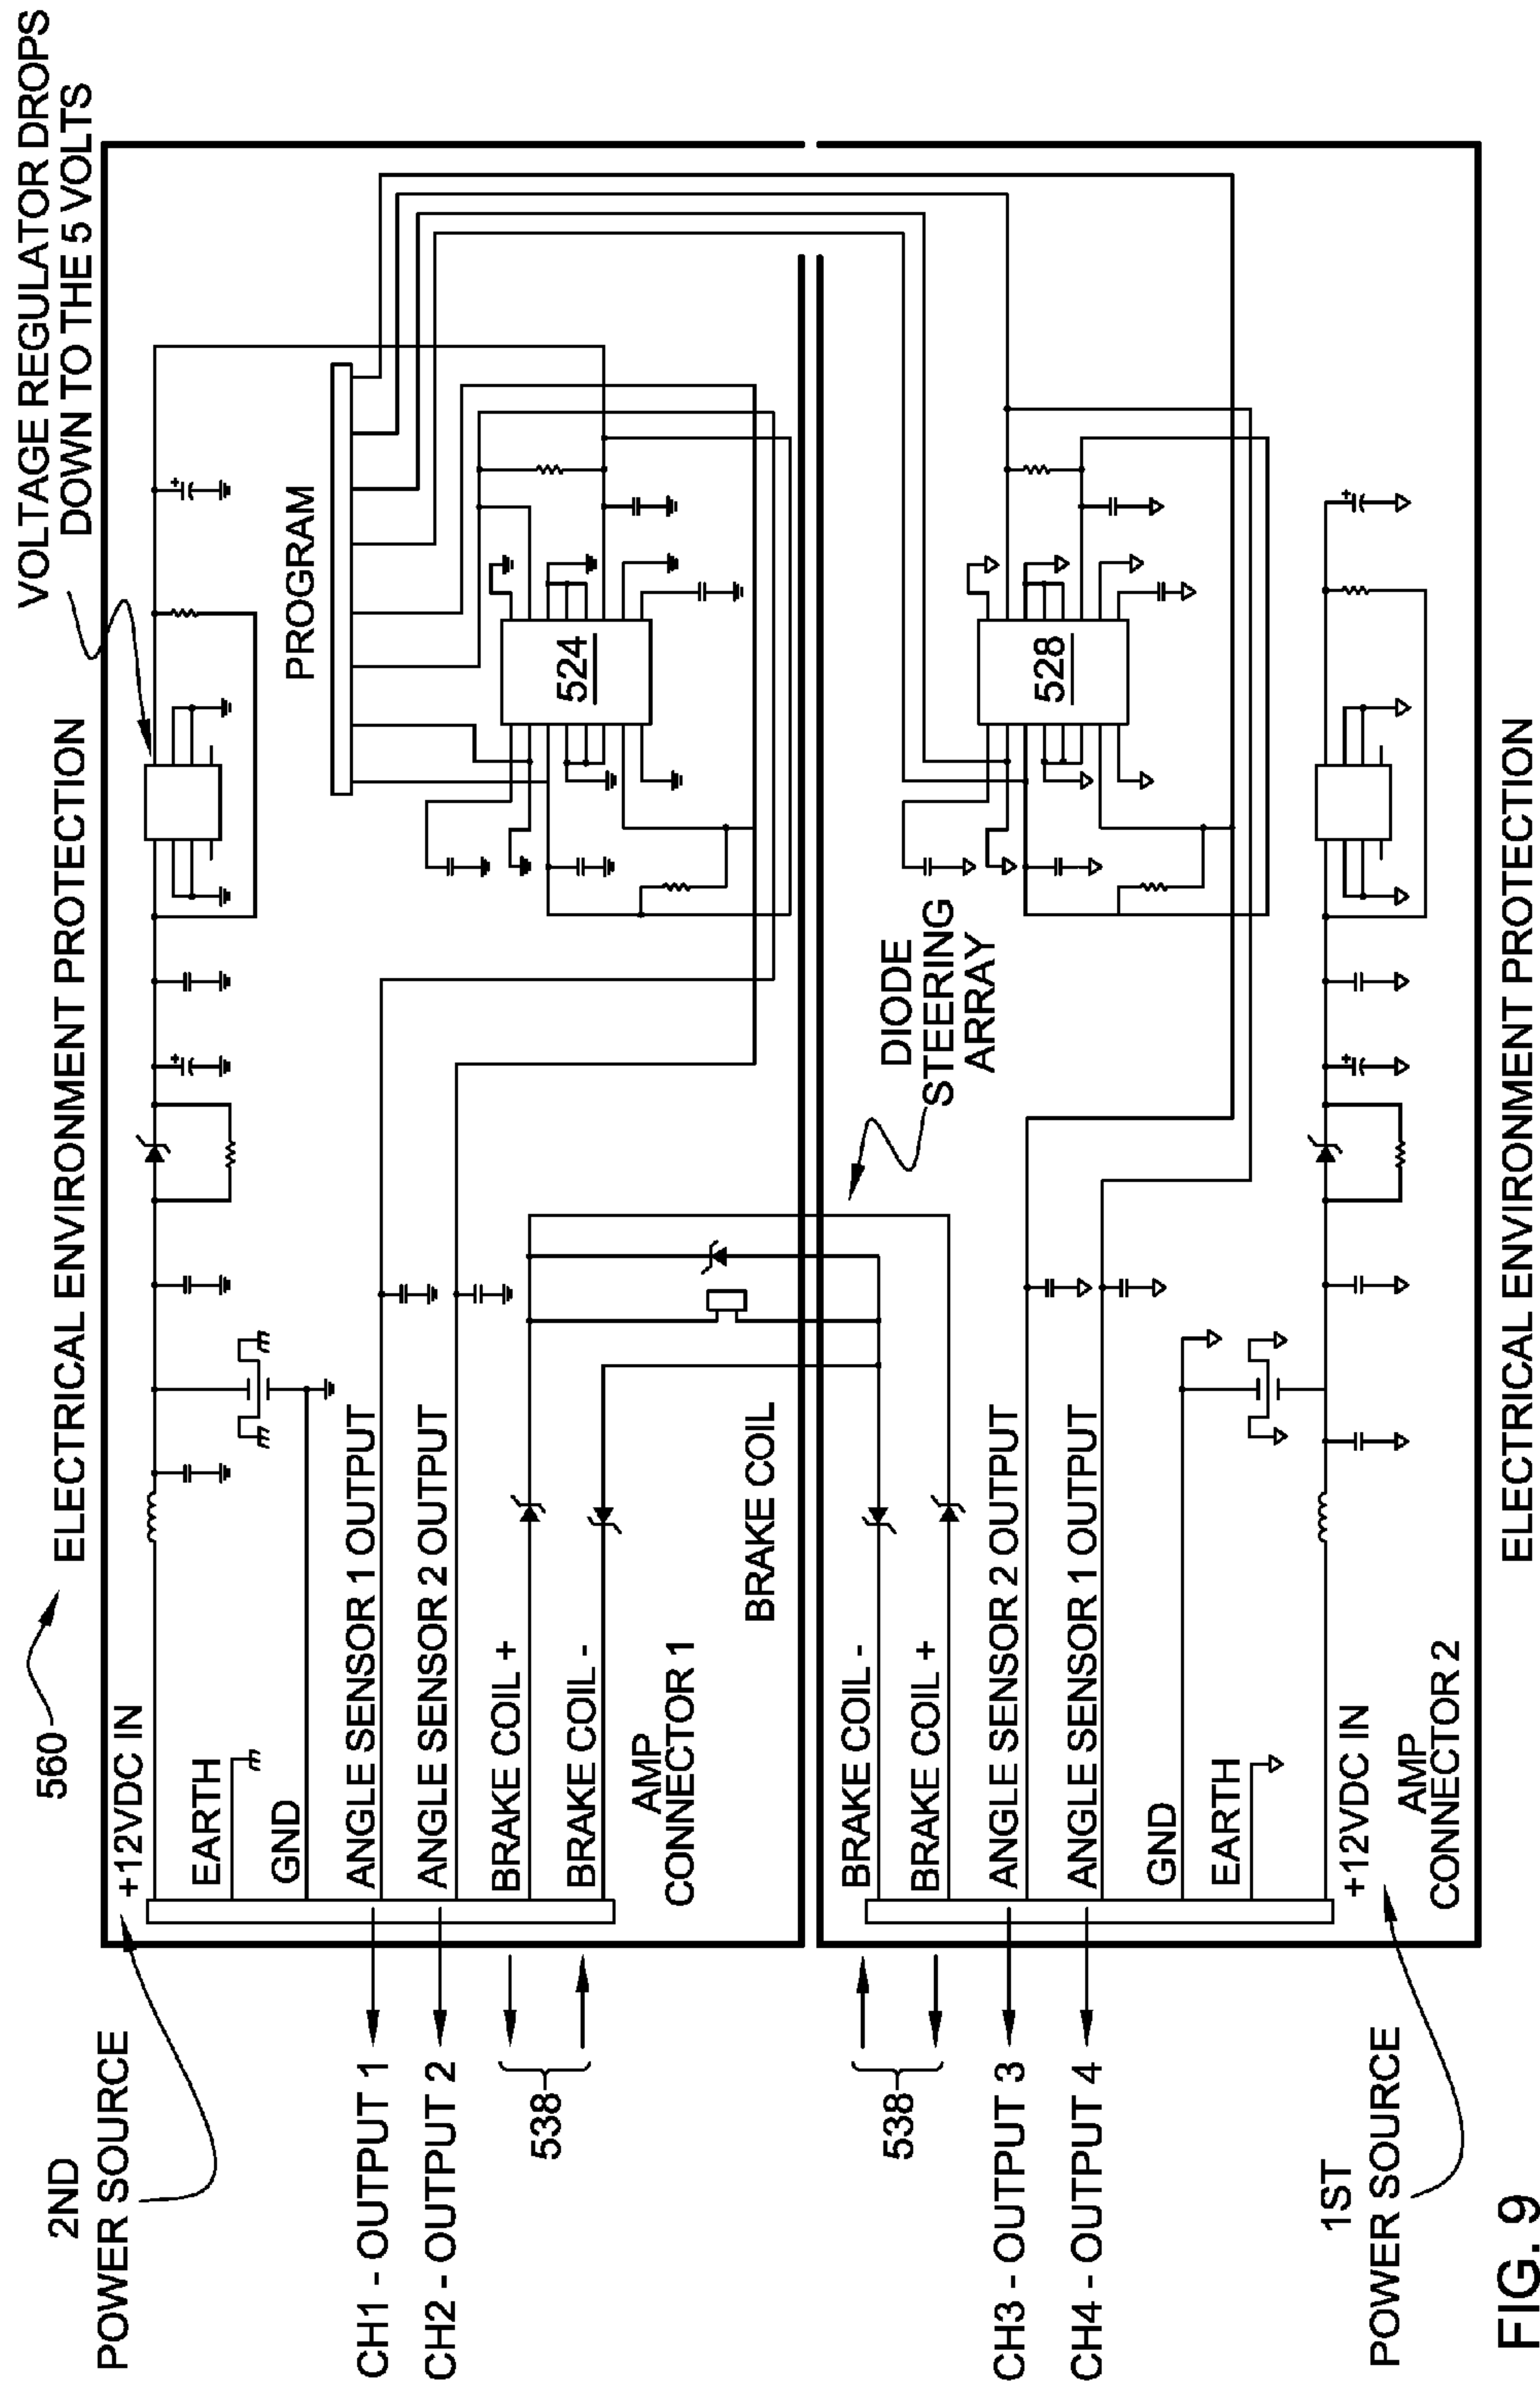 VOLTAGE REGULATOR DROPS
DOWN TO THE 5 VOLTS
560
ELECTRICAL ENVIRONMENT PROTECTION
2ND
POWER SOURCE
+12VDC IN
EARTH
GND
PROGRAM
CH1 - OUTPUT 1
ANGLE SENSOR 1 OUTPUT
CH2 - OUTPUT 2
ANGLE SENSOR 2 OUTPUT
538
BRAKE COIL +
BRAKE COIL -
524
AMP
CONNECTOR 1
BRAKE COIL
DIODE
STEERING
ARRAY
538
BRAKE COIL -
BRAKE COIL +
CH3 - OUTPUT 3
ANGLE SENSOR 2 OUTPUT
528
CH4 - OUTPUT 4
ANGLE SENSOR 1 OUTPUT
GND
EARTH
1ST
POWER SOURCE
+12VDC IN
AMP
CONNECTOR 2
ELECTRICAL ENVIRONMENT PROTECTION
FIG. 9